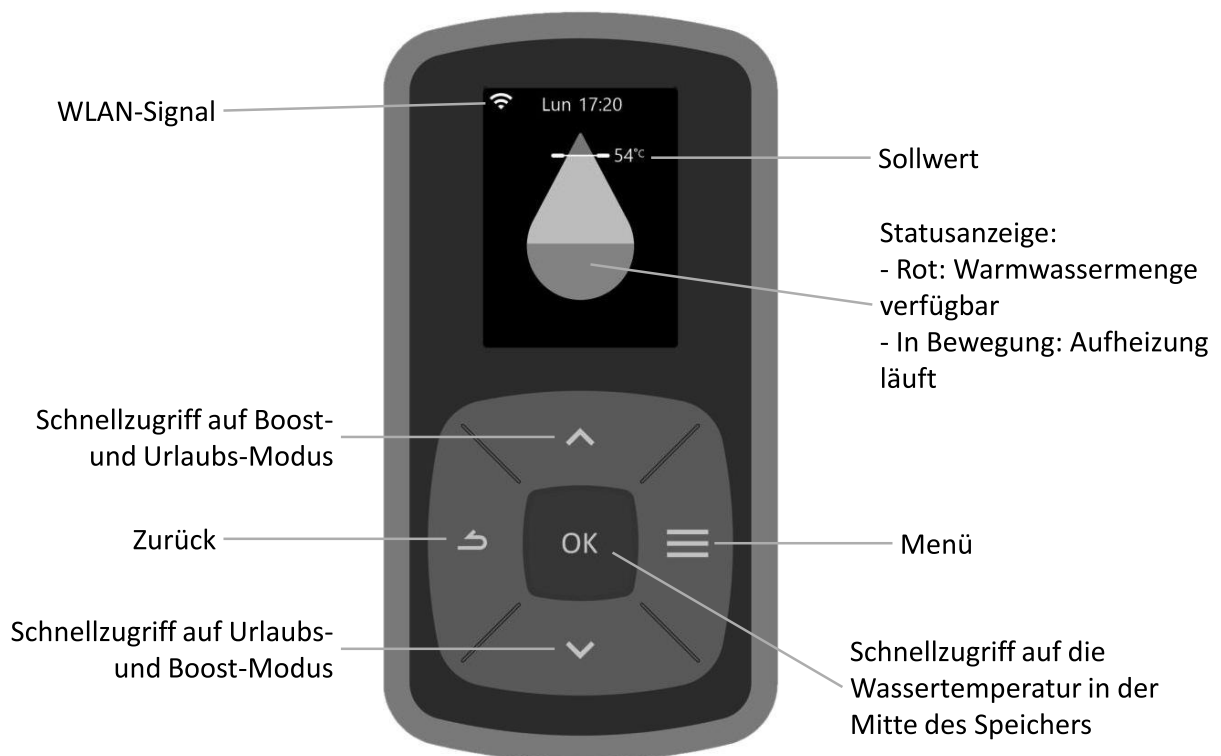 WLAN-Signal
Lun 17:20
54°C
Sollwert
Statusanzeige:
- Rot: Warmwassermenge
verfügbar
- In Bewegung: Aufheizung
läuft
Schnellzugriff auf Boost-
und Urlaubs-Modus
Zurück
OK
Menü
Schnellzugriff auf Urlaubs-
und Boost-Modus
Schnellzugriff auf die
Wassertemperatur in der
Mitte des Speichers